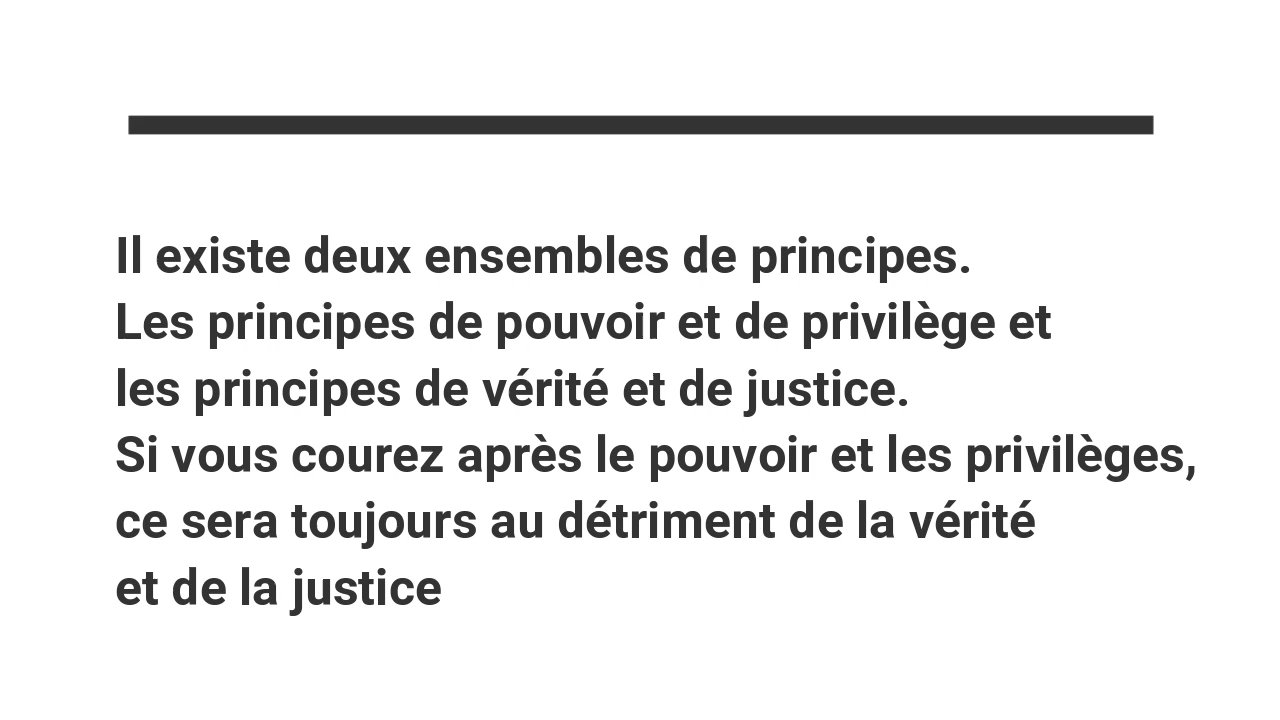 Il existe deux ensembles de principes.
Les principes de pouvoir et de privilège et
les principes de vérité et de justice.
Si vous courez après le pouvoir et les privilèges,
ce sera toujours au détriment de la vérité
et de la justice